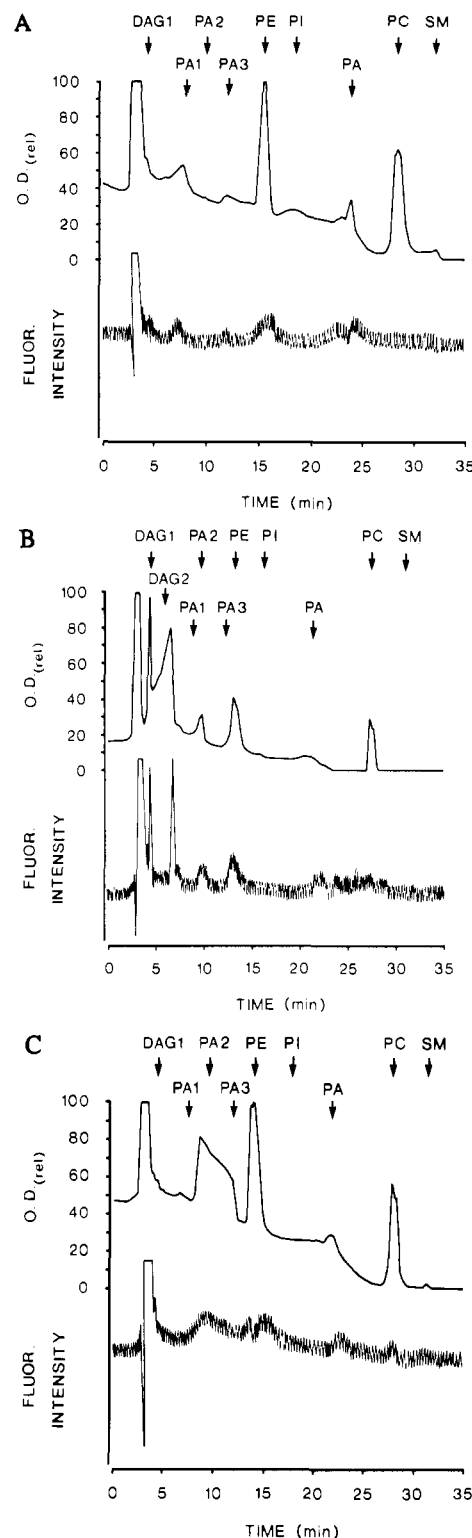 A
DAG1 PA2 PE PI PC SM
PA1 PA3 PA
100
80
60
40
20
0
O.D.(rel)
FLUOR.
INTENSITY
0 5 10 15 20 25 30 35
TIME (min)
B
DAG1 PA2 PE PI PC SM
DAG2
PA1 PA3 PA
100
80
60
40
20
0
O.D.(rel)
FLUOR.
INTENSITY
0 5 10 15 20 25 30 35
TIME (min)
C
DAG1 PA2 PE PI PC SM
PA1 PA3 PA
100
80
60
40
20
0
O.D.(rel)
FLUOR.
INTENSITY
0 5 10 15 20 25 30 35
TIME (min)